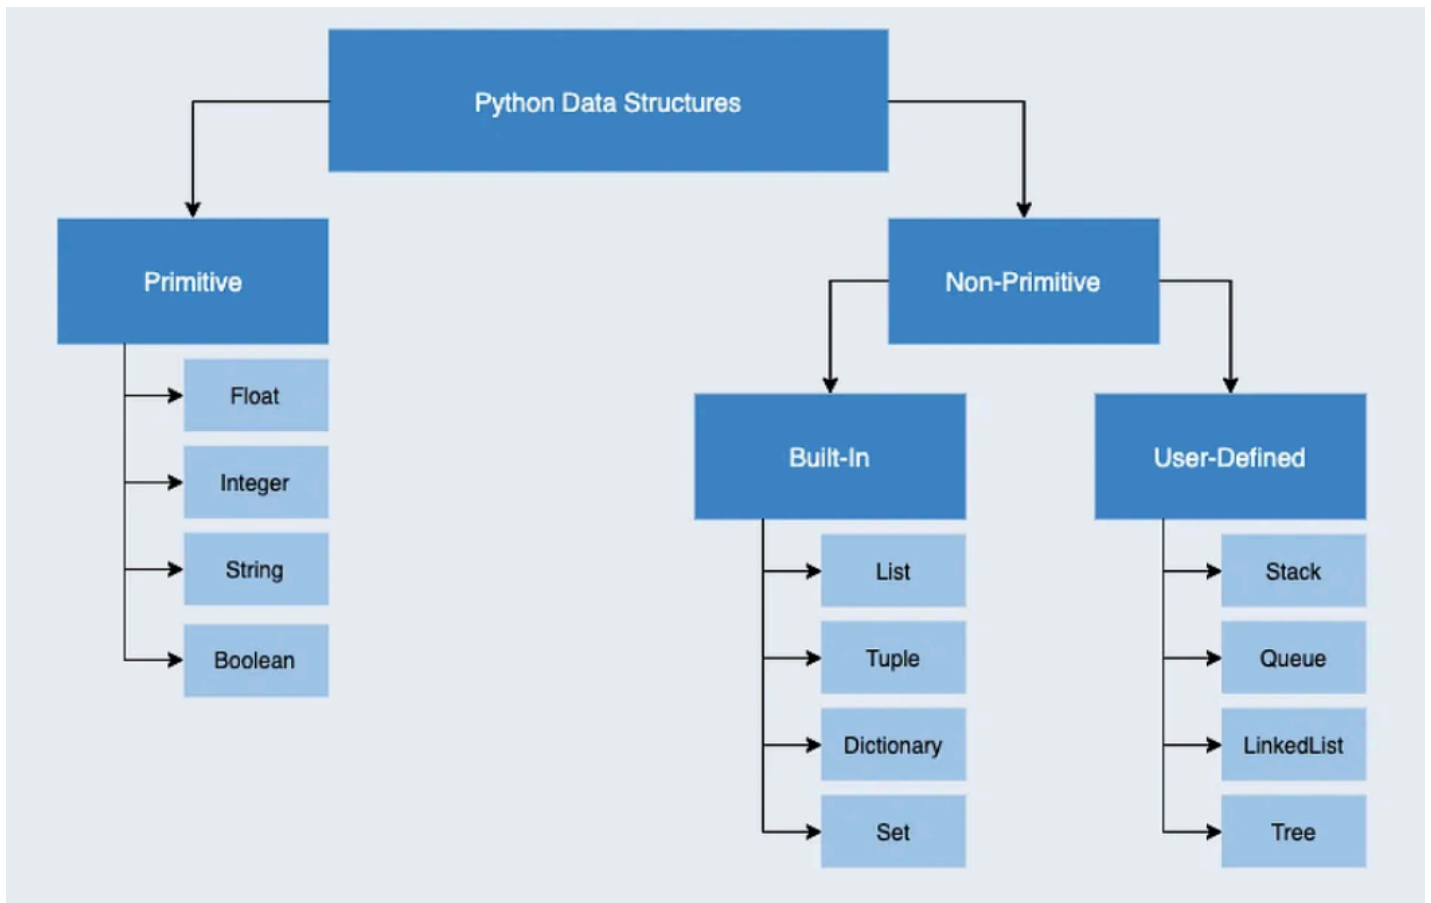 Python Data Structures
Primitive
Non-Primitive
Float
Integer
String
Boolean
Built-In
User-Defined
List
Tuple
Dictionary
Set
Stack
Queue
LinkedList
Tree